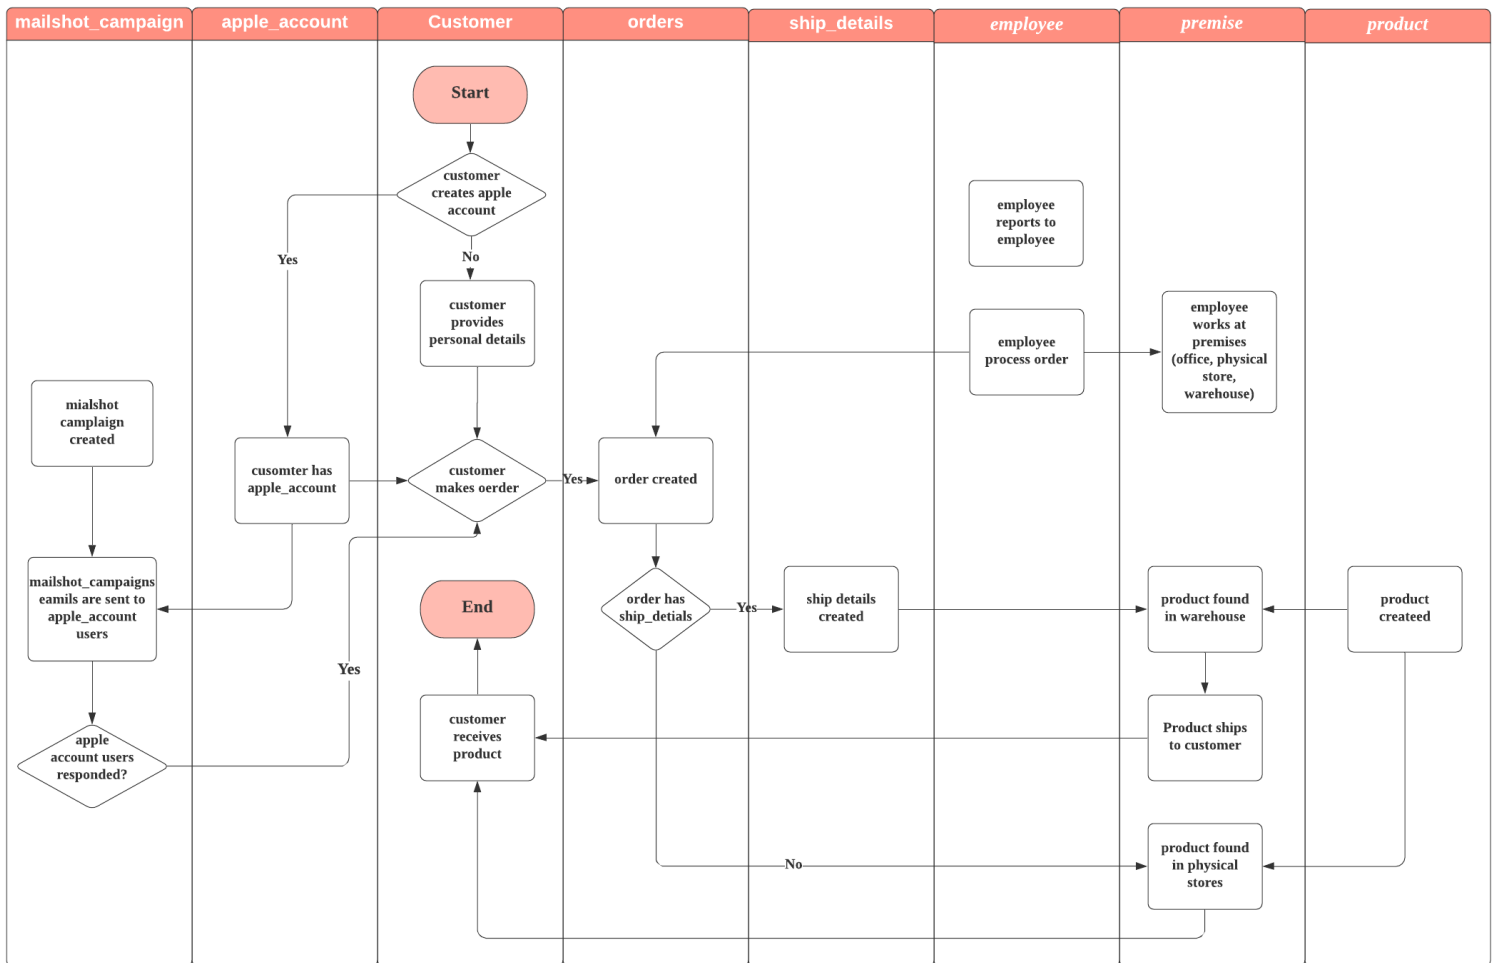 mailshot_campaign
apple_account
Customer
orders
ship_details
employee
premise
product
Start
customer
creates apple
account
Yes
No
customer
provides
personal details
employee
reports to
employee
employee
process order
employee
works at
premises
(office, physical
store,
warehouse)
mialshot
camplaign
created
cusomter has
apple_account
customer
makes oerder
Yes
order created
mailshot_campaigns
eamils are sent to
apple_account
users
End
order has
ship_detials
Yes
ship details
created
product found
in warehouse
product
createed
Yes
apple
account users
responded?
customer
receives
product
Product ships
to customer
No
product found
in physical
stores